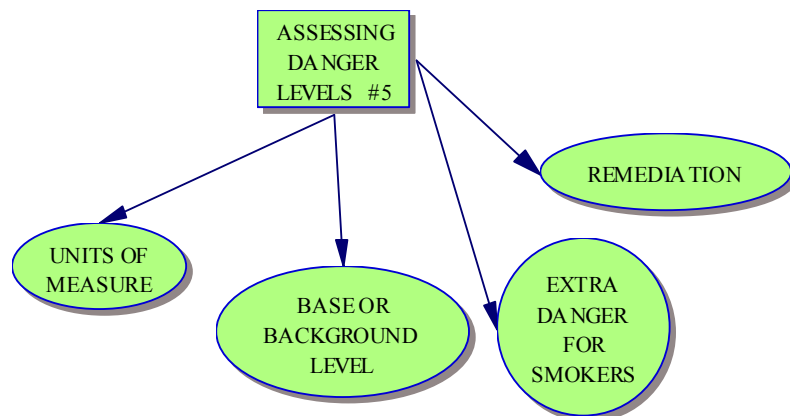 ASSESSING
DANGER
LEVELS #5
REMEDIATION
UNITS OF
MEASURE
BASE OR
BACKGROUND
LEVEL
EXTRA
DANGER
FOR
SMOKERS